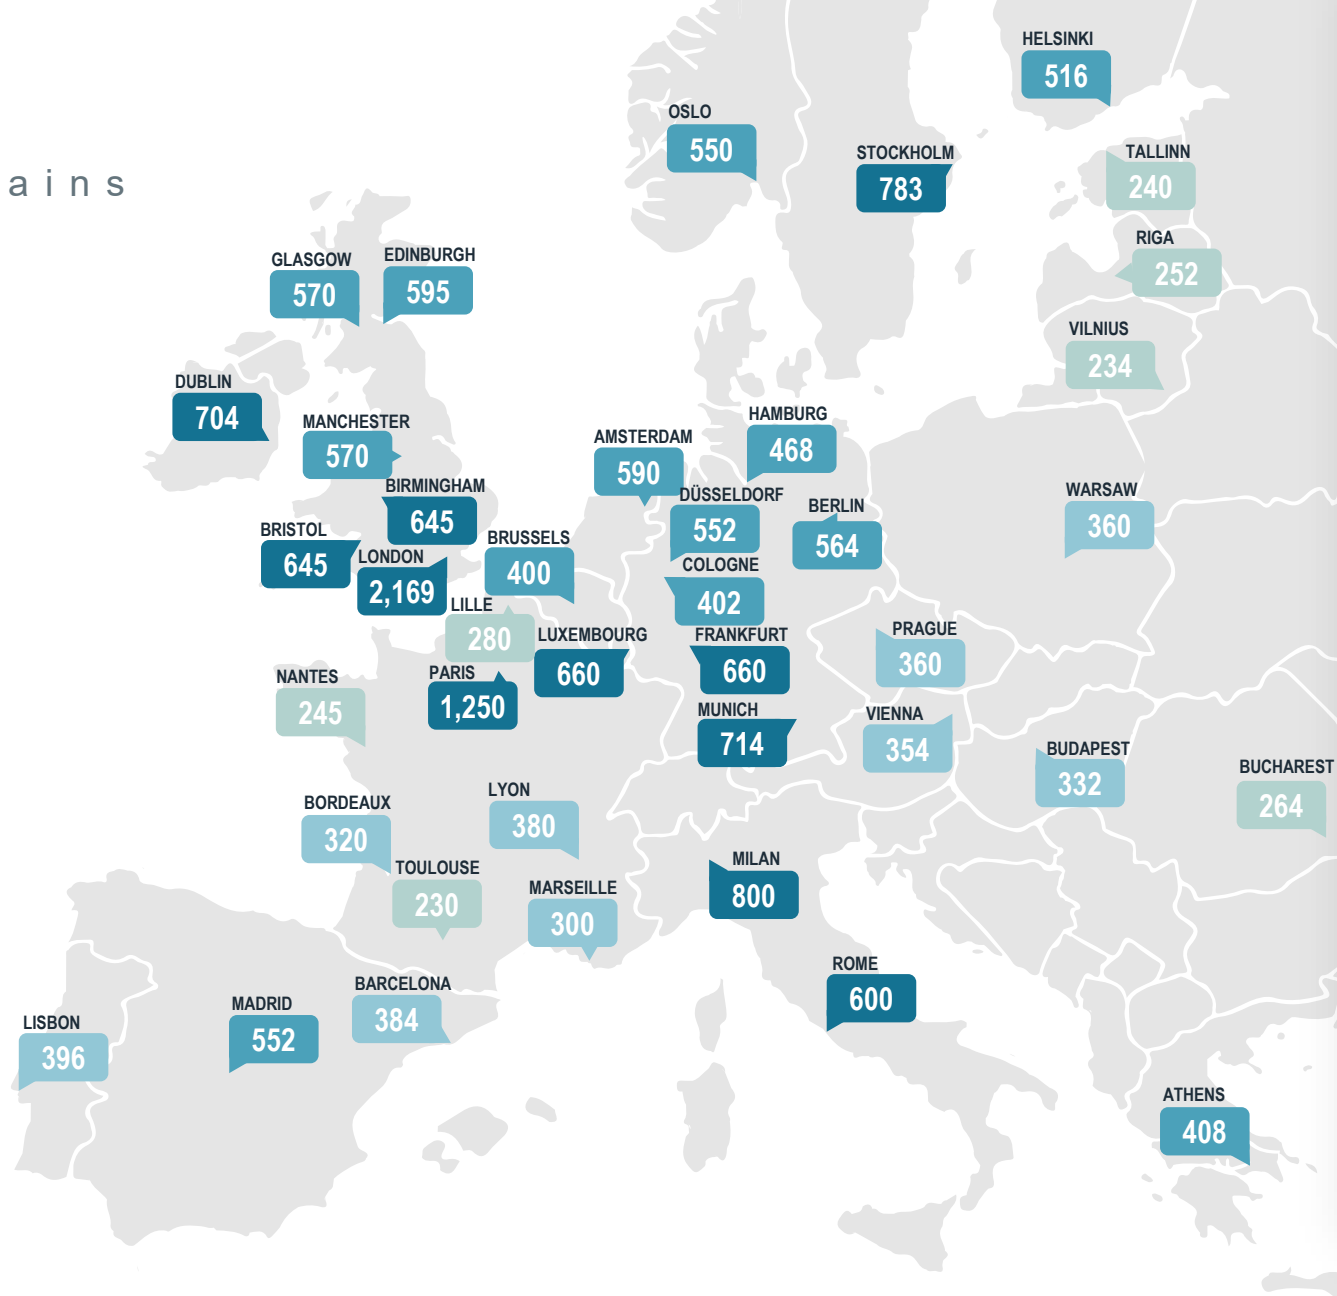 HELSINKI
516
OSLO
550
STOCKHOLM
783
TALLINN
240
ains
RIGA
252
GLASGOW
570
EDINBURGH
595
VILNIUS
234
DUBLIN
704
MANCHESTER
570
HAMBURG
468
AMSTERDAM
590
BIRMINGHAM
645
DÜSSELDORF
552
BERLIN
564
WARSAW
360
BRISTOL
645
BRUSSELS
400
LONDON
2,169
COLOGNE
402
LILLE
280
LUXEMBOURG
660
FRANKFURT
660
PRAGUE
360
NANTES
245
PARIS
1,250
MUNICH
714
VIENNA
354
BUDAPEST
332
BUCHAREST
264
BORDEAUX
320
LYON
380
TOULOUSE
230
MARSEILLE
300
MILAN
800
ROME
600
BARCELONA
384
MADRID
552
LISBON
396
ATHENS
408